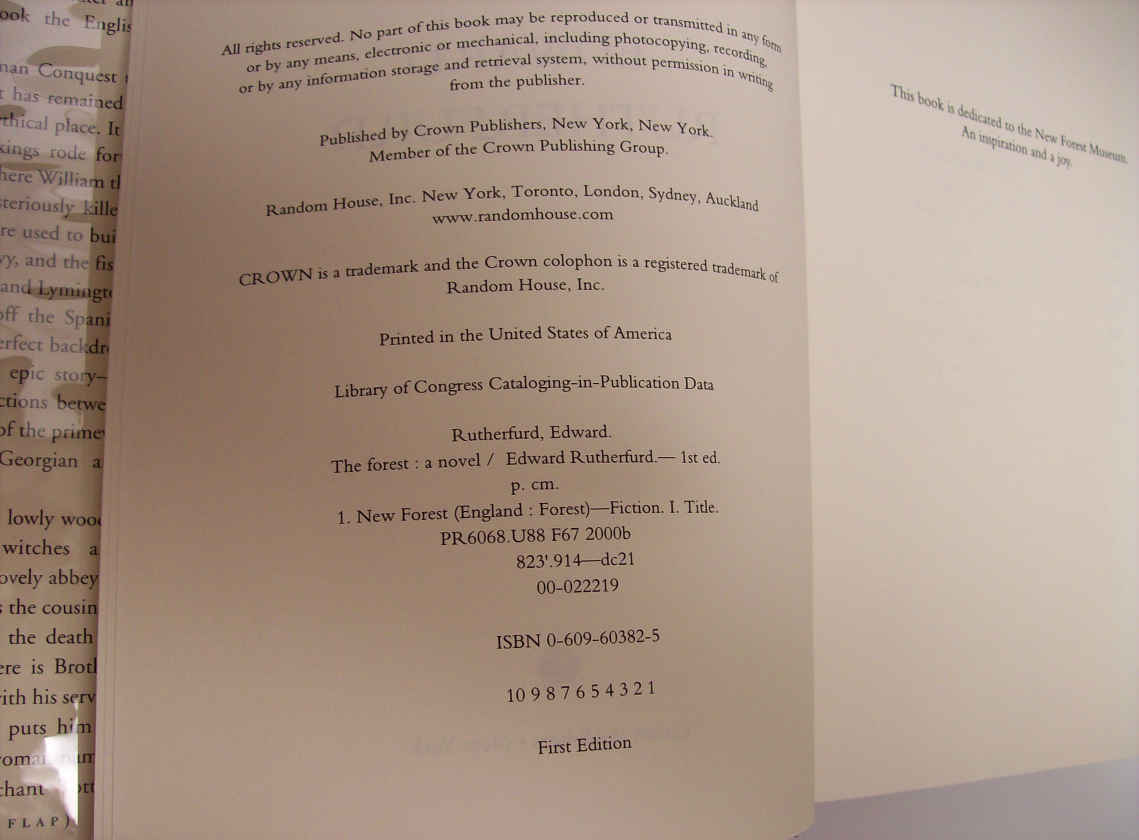 ook the Englis
nan Conquest
t has remained
thical place. It
kings rode for
here William th
steriously kille
re used to bui
vy, and the fis
and Lymingto
off the Spani
erfect backdr
epic story—
ctions betwe
of the prime
Georgian a
lowly wood
witches a
ovely abbey
s the cousin
the death
ere is Broth
with his serv
puts him
chant
FLAP)
All rights reserved. No part of this book may be reproduced or transmitted in any form
or by any means, electronic or mechanical, including photocopying, recording,
or by any information storage and retrieval system, without permission in writing
from the publisher.
Published by Crown Publishers, New York, New York.
Member of the Crown Publishing Group.
Random House, Inc. New York, Toronto, London, Sydney, Auckland
www.randomhouse.com
CROWN is a trademark and the Crown colophon is a registered trademark of
Random House, Inc.
Printed in the United States of America
Library of Congress Cataloging-in-Publication Data
Rutherfurd, Edward.
The forest : a novel / Edward Rutherfurd.— 1st ed.
p. cm.
1. New Forest (England : Forest)—Fiction. I. Title.
PR6068.U88 F67 2000b
823'.914—dc21
00-022219
ISBN 0-609-60382-5
10 9 8 7 6 5 4 3 2 1
First Edition
This book is dedicated to the New Forest Museum.
An inspiration and a joy.